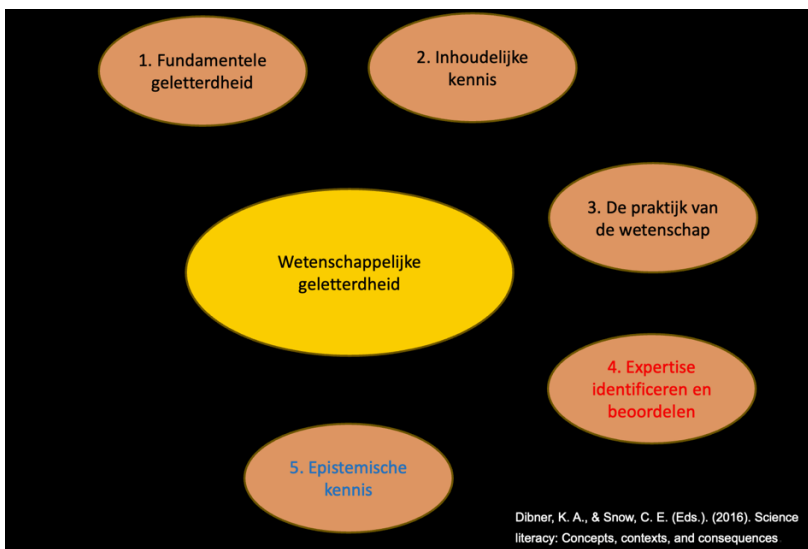 1. Fundamentele
geletterdheid
2. Inhoudelijke
kennis
3. De praktijk van
de wetenschap
Wetenschappelijke
geletterdheid
4. Expertise
identificeren en
beoordelen
5. Epistemische
kennis
Dibner, K. A., & Snow, C. E. (Eds.). (2016). Science
literacy: Concepts, contexts, and consequences